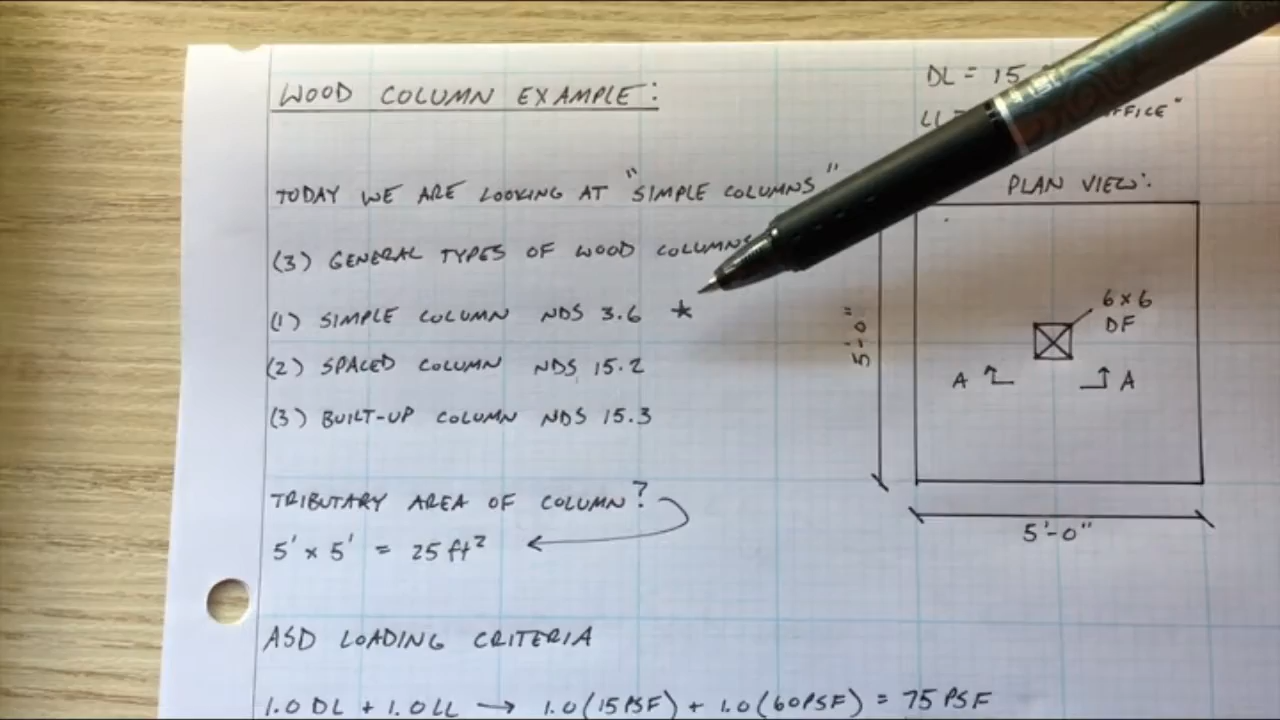 WOOD COLUMN EXAMPLE:
TODAY WE ARE LOOKING AT "SIMPLE COLUMNS"
(3) GENERAL TYPES OF WOOD COLUMNS
(1) SIMPLE COLUMN NDS 3.6 ★
(2) SPACED COLUMN NDS 15.2
(3) BUILT-UP COLUMN NDS 15.3
TRIBUTARY AREA OF COLUMN?
5' x 5' = 25 ft²
ASD LOADING CRITERIA
1.0 DL + 1.0 LL → 1.0 (15 PSF) + 1.0 (60 PSF) = 75 PSF
DL = 15
PLAN VIEW:
5'-0"
6x6
DF
A A
5'-0"